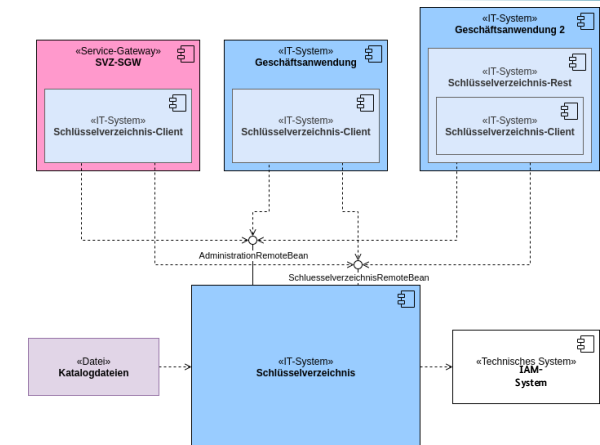 «Service-Gateway»
SVZ-SGW
«IT-System»
Schlüsselverzeichnis-Client
«IT-System»
Geschäftsanwendung
«IT-System»
Schlüsselverzeichnis-Client
«IT-System»
Geschäftsanwendung 2
«IT-System»
Schlüsselverzeichnis-Rest
«IT-System»
Schlüsselverzeichnis-Client
AdministrationRemoteBean
SchluesselverzeichnisRemoteBean
«Datei»
Katalogdateien
«IT-System»
Schlüsselverzeichnis
«Technisches System»
IAM-
System